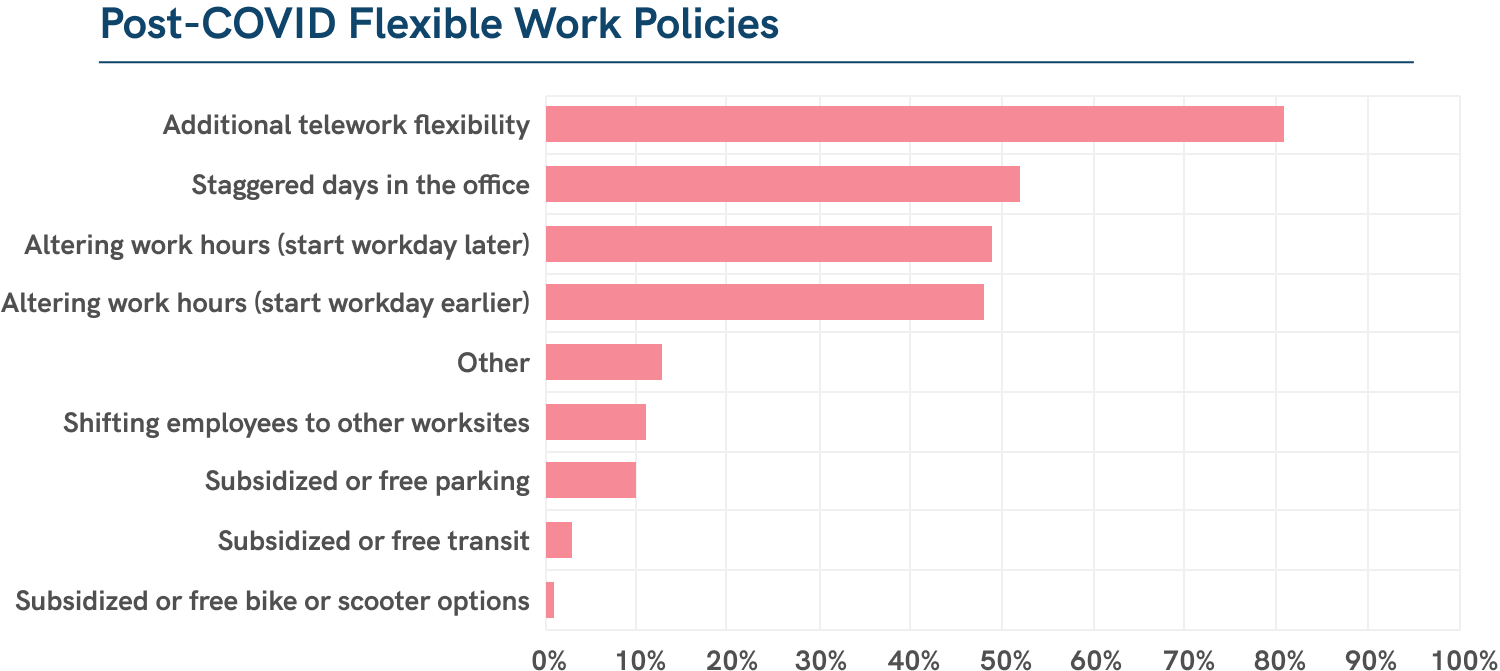 Post-COVID Flexible Work Policies
Additional telework flexibility
Staggered days in the office
Altering work hours (start workday later)
Altering work hours (start workday earlier)
Other
Shifting employees to other worksites
Subsidized or free parking
Subsidized or free transit
Subsidized or free bike or scooter options
0% 10% 20% 30% 40% 50% 60% 70% 80% 90% 100%